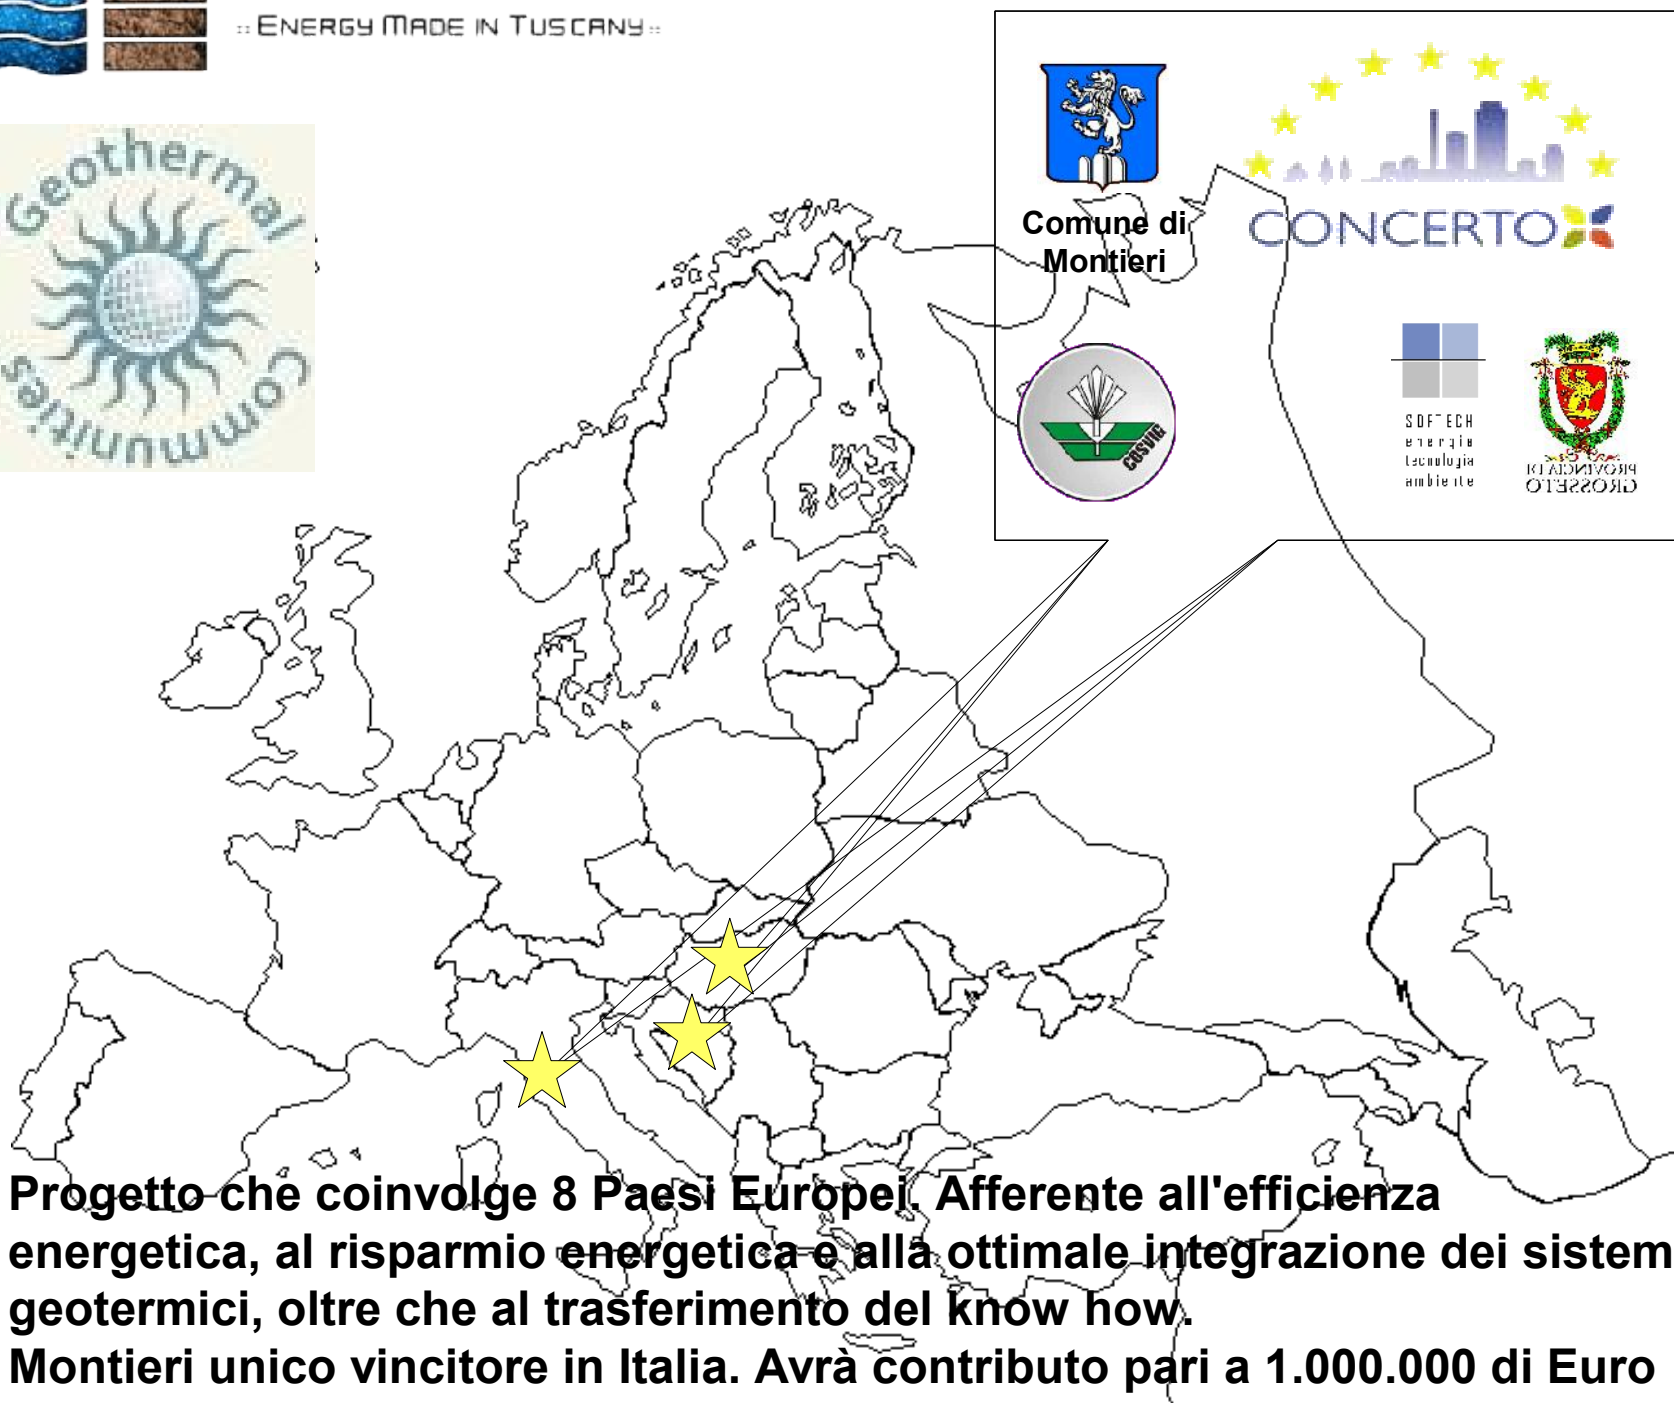 :: ENERGY MADE IN TUSCANY ::
Geothermal
Communities
Comune di
Montieri
CONCERTO
COSVIG
SOFTECH
energia
tecnologia
ambiente
PROVINCIA DI
GROSSETO
Progetto che coinvolge 8 Paesi Europei. Afferente all'efficienza
energetica, al risparmio energetica e alla ottimale integrazione dei sistem
geotermici, oltre che al trasferimento del know how.
Montieri unico vincitore in Italia. Avrà contributo pari a 1.000.000 di Euro